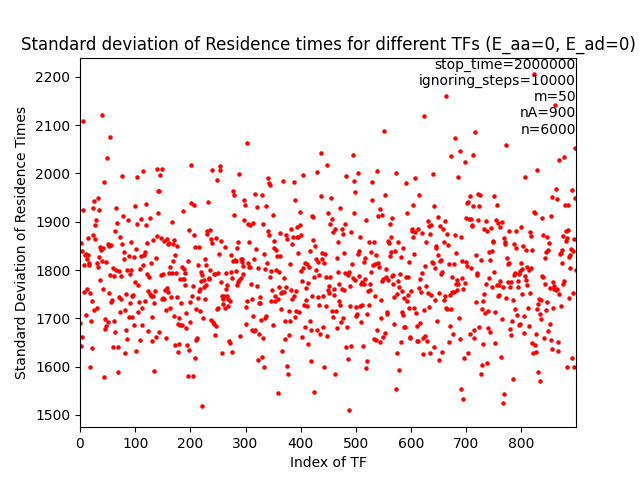 Standard deviation of Residence times for different TFs (E_aa=0, E_ad=0)
stop_time=2000000
ignoring_steps=10000
m=50
nA=900
n=6000
Standard Deviation of Residence Times
2200
2100
2000
1900
1800
1700
1600
1500
0 100 200 300 400 500 600 700 800
Index of TF